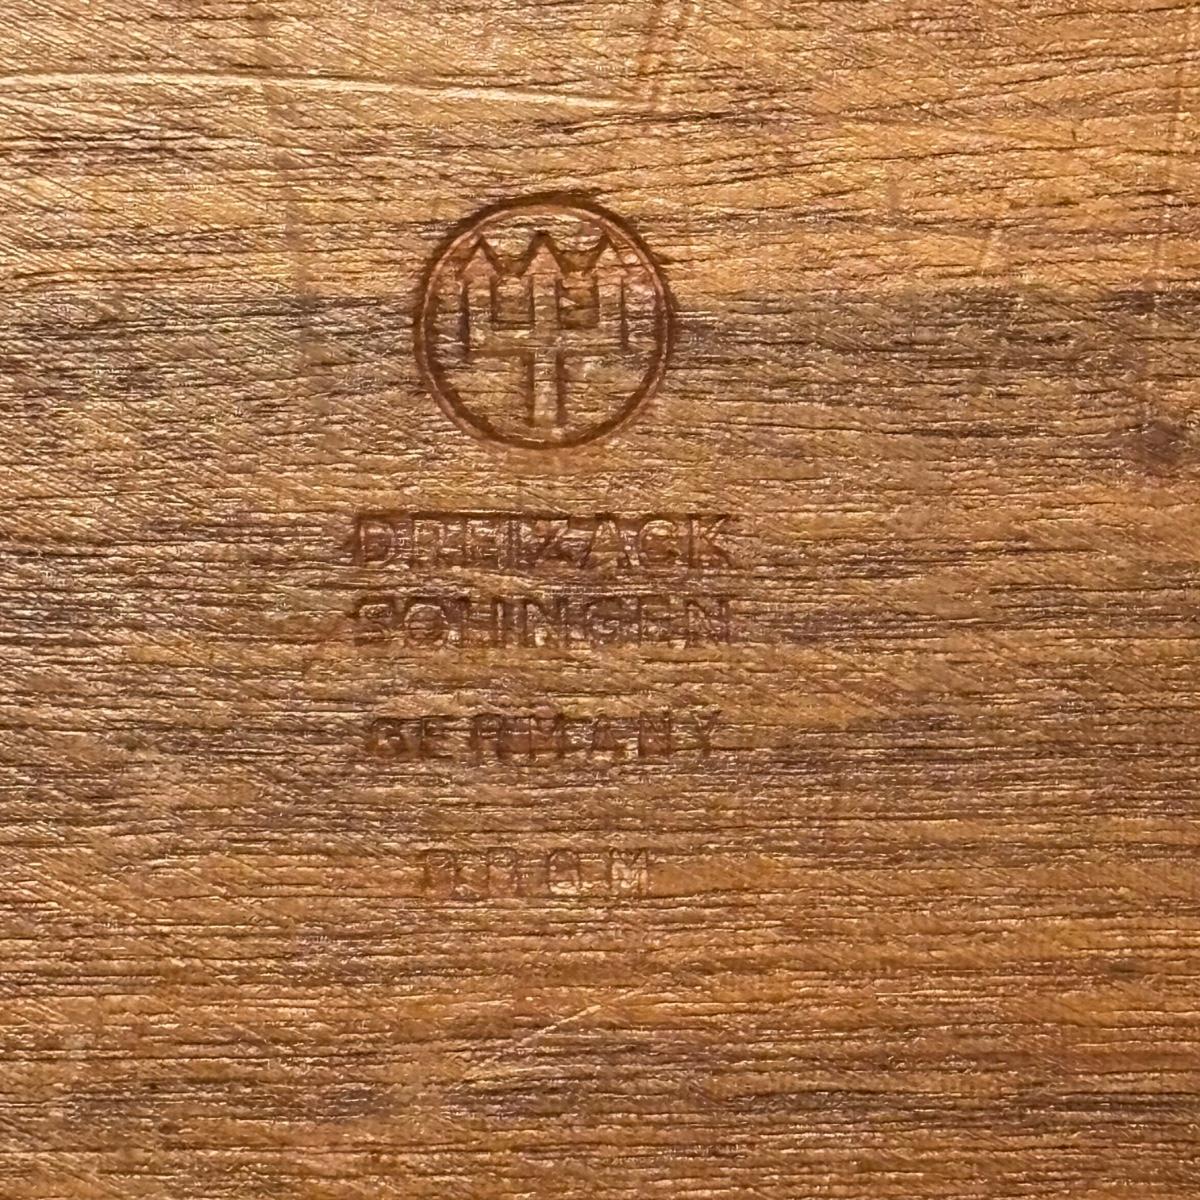 DREIZACK
SOLINGEN
GERMANY
D.R.G.M